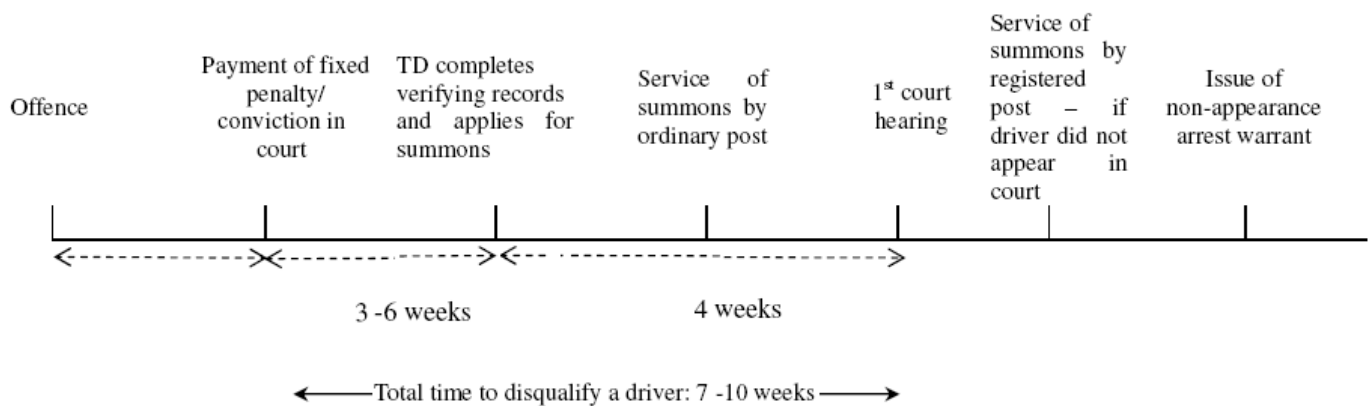 Offence
Payment of fixed
penalty/
conviction in
court
TD completes
verifying records
and applies for
summons
Service of
summons by
ordinary post
1st court
hearing
Service of
summons by
registered
post – if
driver did not
appear in
court
Issue of
non-appearance
arrest warrant
3 -6 weeks
4 weeks
Total time to disqualify a driver: 7 -10 weeks